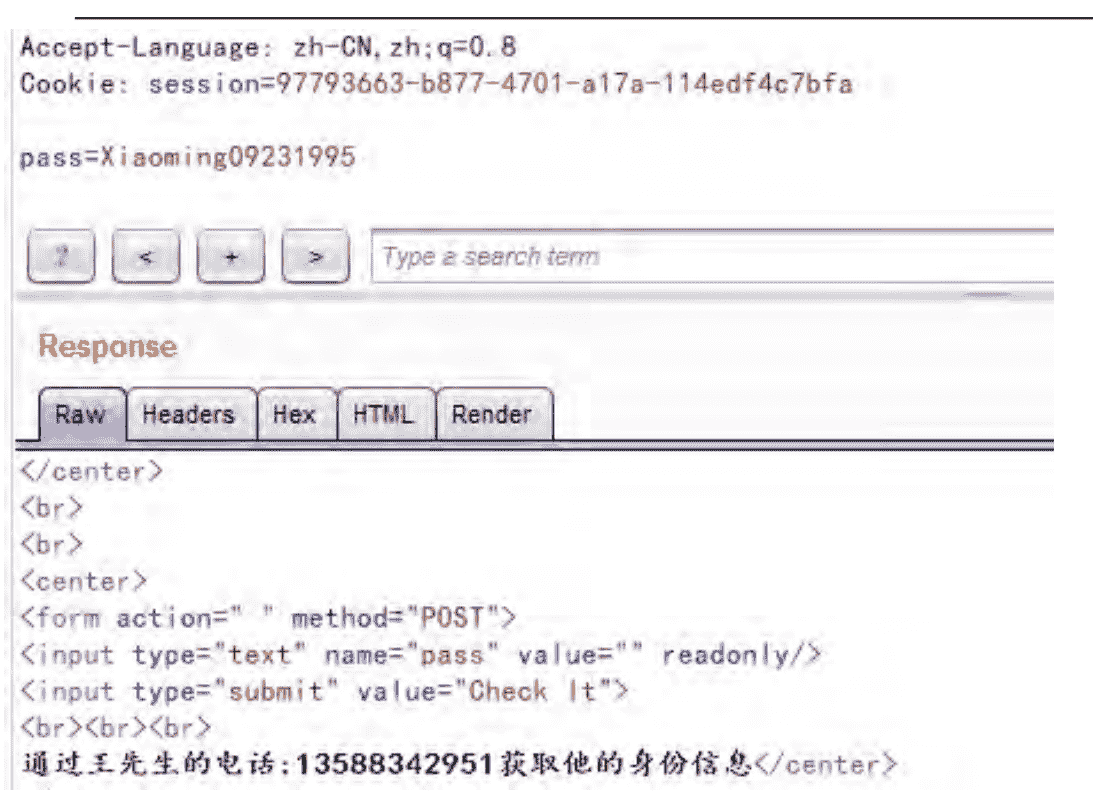 Accept-Language: zh-CN,zh;q=0.8
Cookie: session=97793663-b877-4701-a17a-114edf4c7bfa
pass=Xiaoming09231995
? < + > Type a search term
Response
Raw Headers Hex HTML Render
</center>
<br>
<br>
<center>
<form action=" " method="POST">
<input type="text" name="pass" value="" readonly/>
<input type="submit" value="Check It">
<br><br><br>
通过王先生的电话:13588342951获取他的身份信息</center>